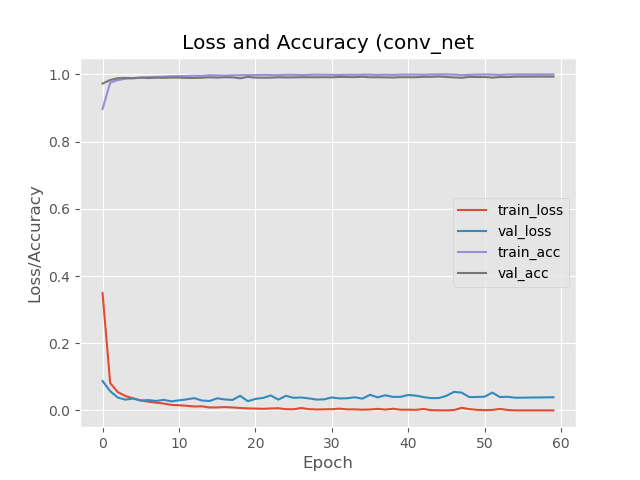 Loss and Accuracy (conv_net
1.0
0.8
0.6
0.4
0.2
0.0
Loss/Accuracy
train_loss
val_loss
train_acc
val_acc
0 10 20 30 40 50 60
Epoch